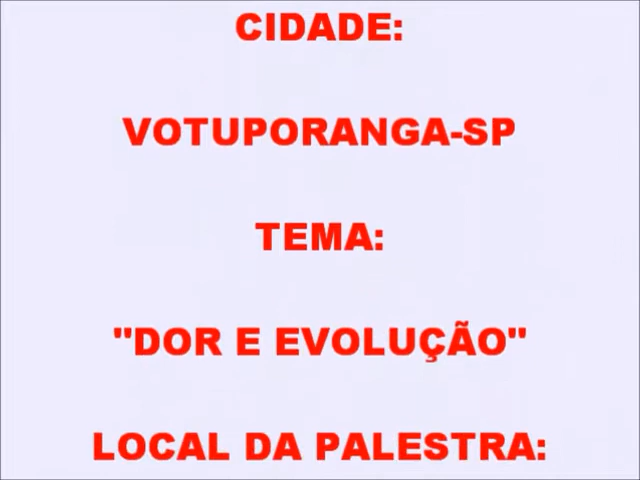 CIDADE:
VOTUPORANGA-SP
TEMA:
"DOR E EVOLUÇÃO"
LOCAL DA PALESTRA: